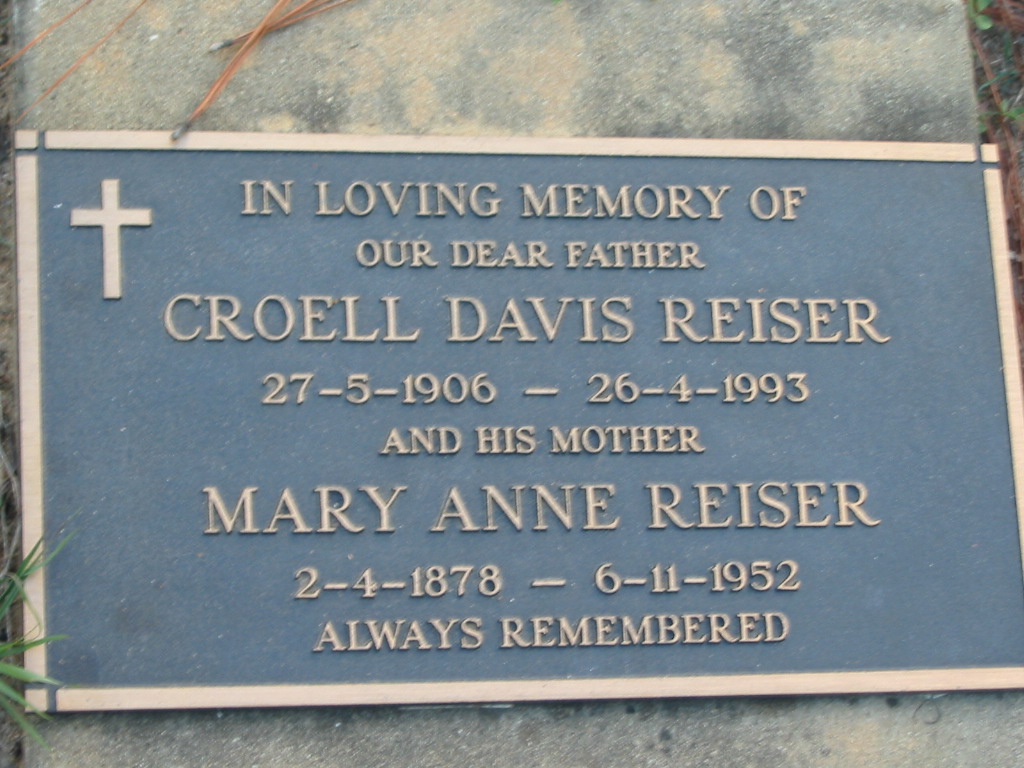 IN LOVING MEMORY OF
OUR DEAR FATHER
CROELL DAVIS REISER
27-5-1906 – 26-4-1993
AND HIS MOTHER
MARY ANNE REISER
2-4-1878 – 6-11-1952
ALWAYS REMEMBERED